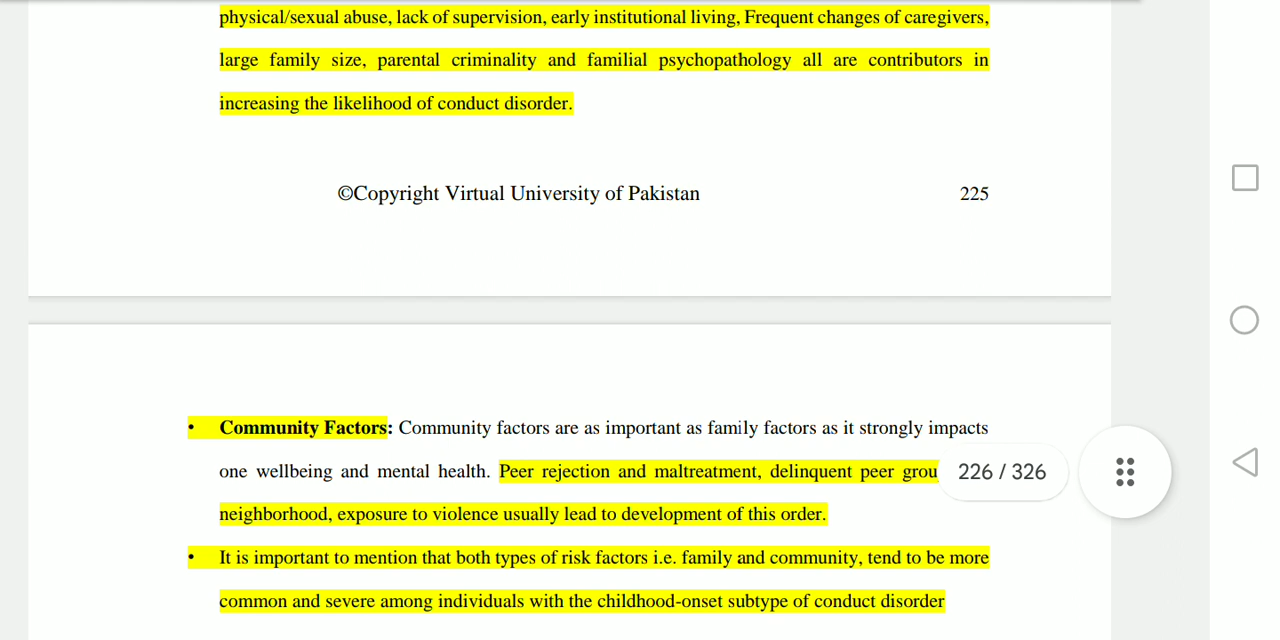 physical/sexual abuse, lack of supervision, early institutional living, Frequent changes of caregivers,
large family size, parental criminality and familial psychopathology all are contributors in
increasing the likelihood of conduct disorder.
©Copyright Virtual University of Pakistan 225
• Community Factors: Community factors are as important as family factors as it strongly impacts
one wellbeing and mental health. Peer rejection and maltreatment, delinquent peer grou
226 / 326
neighborhood, exposure to violence usually lead to development of this order.
• It is important to mention that both types of risk factors i.e. family and community, tend to be more
common and severe among individuals with the childhood-onset subtype of conduct disorder